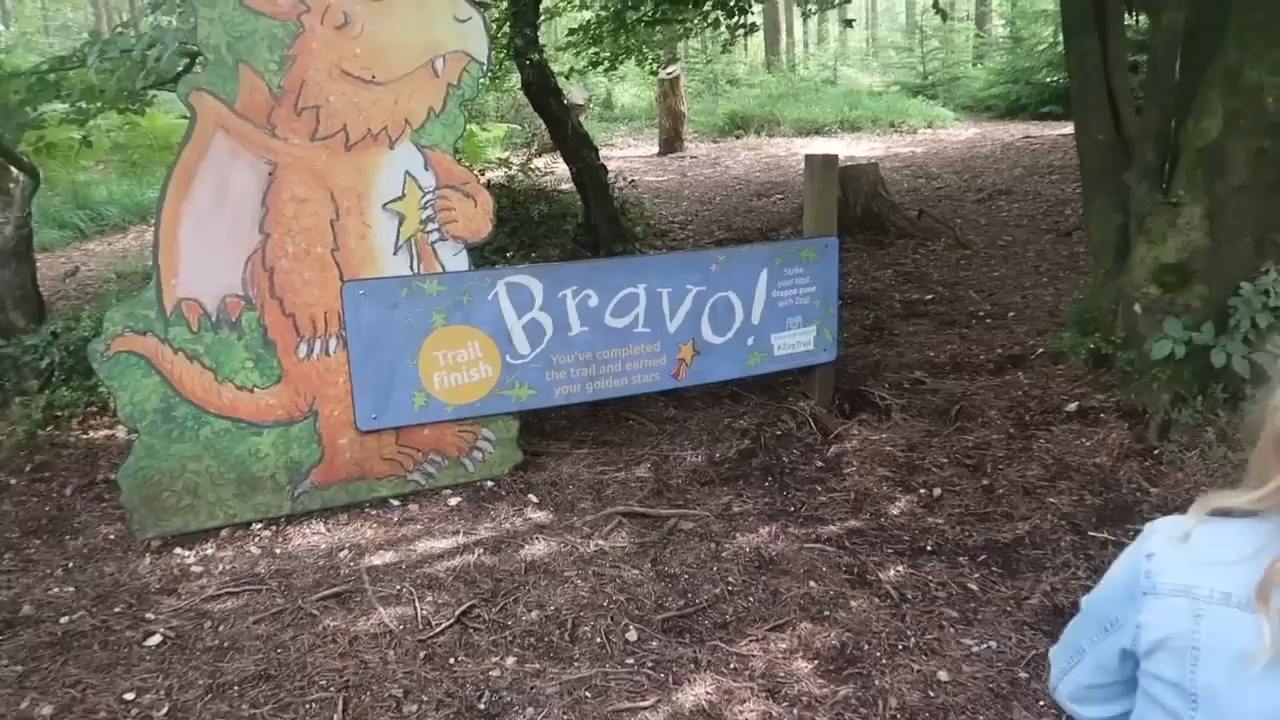 Bravo!
Trail
finish
You've completed
the trail and earned
your golden stars
Strike
your best
dragon pose
with Zog!
#ZogTrail